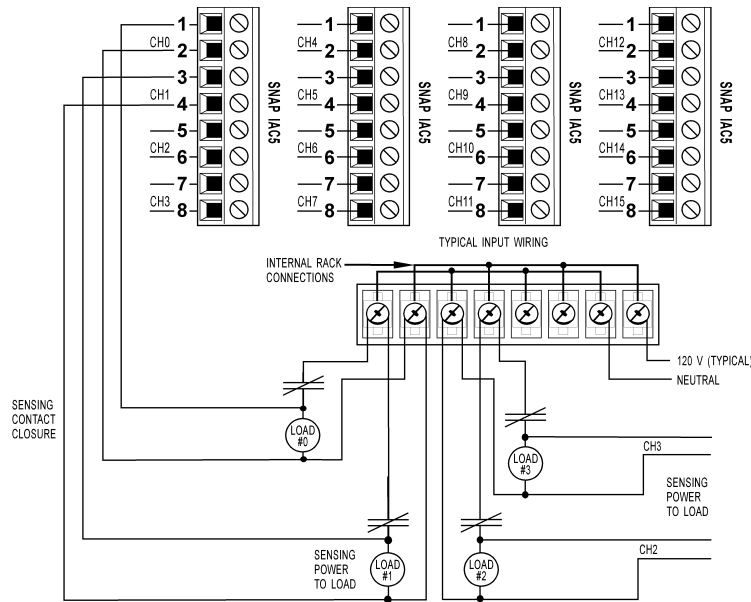 1
CH0 2
3
CH1 4
5
CH2 6
7
CH3 8
SNAP IAC5
1
CH4 2
3
CH5 4
5
CH6 6
7
CH7 8
SNAP IAC5
1
CH8 2
3
CH9 4
5
CH10 6
7
CH11 8
SNAP IAC5
1
CH12 2
3
CH13 4
5
CH14 6
7
CH15 8
SNAP IAC5
TYPICAL INPUT WIRING
INTERNAL RACK
CONNECTIONS
120 V (TYPICAL)
NEUTRAL
SENSING
CONTACT
CLOSURE
LOAD
#0
LOAD
#3
CH3
SENSING
POWER
TO LOAD
SENSING
POWER
TO LOAD
LOAD
#1
LOAD
#2
CH2